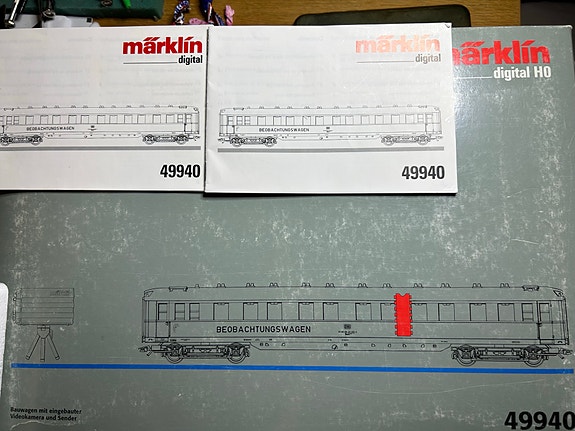 märklin
digital
BEOBACHTUNGSWAGEN
49940
märklin
digital
BEOBACHTUNGSWAGEN
49940
märklin
digital H0
BEOBACHTUNGSWAGEN
DB
Bauwagen mit eingebauter
Videokamera und Sender
49940